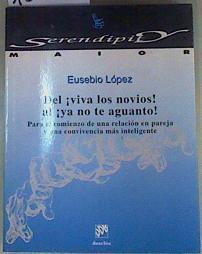 Serendipity
MAIOR
Eusebio López
Del ¡viva los novios!
al ¡ya no te aguanto!
Para el comienzo de una relación en pareja
y una convivencia más inteligente
desclée